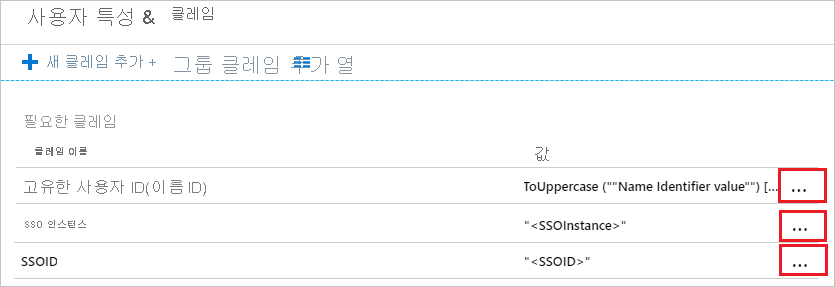 사용자 특성 & 클레임
+ 새 클레임 추가 + 그룹 클레임 추가 열
필요한 클레임
클레임 이름 값
고유한 사용자 ID(이름 ID) ToUppercase (""Name Identifier value"") [...
SSO 인스턴스 "<SSOInstance>"
SSOID "<SSOID>"